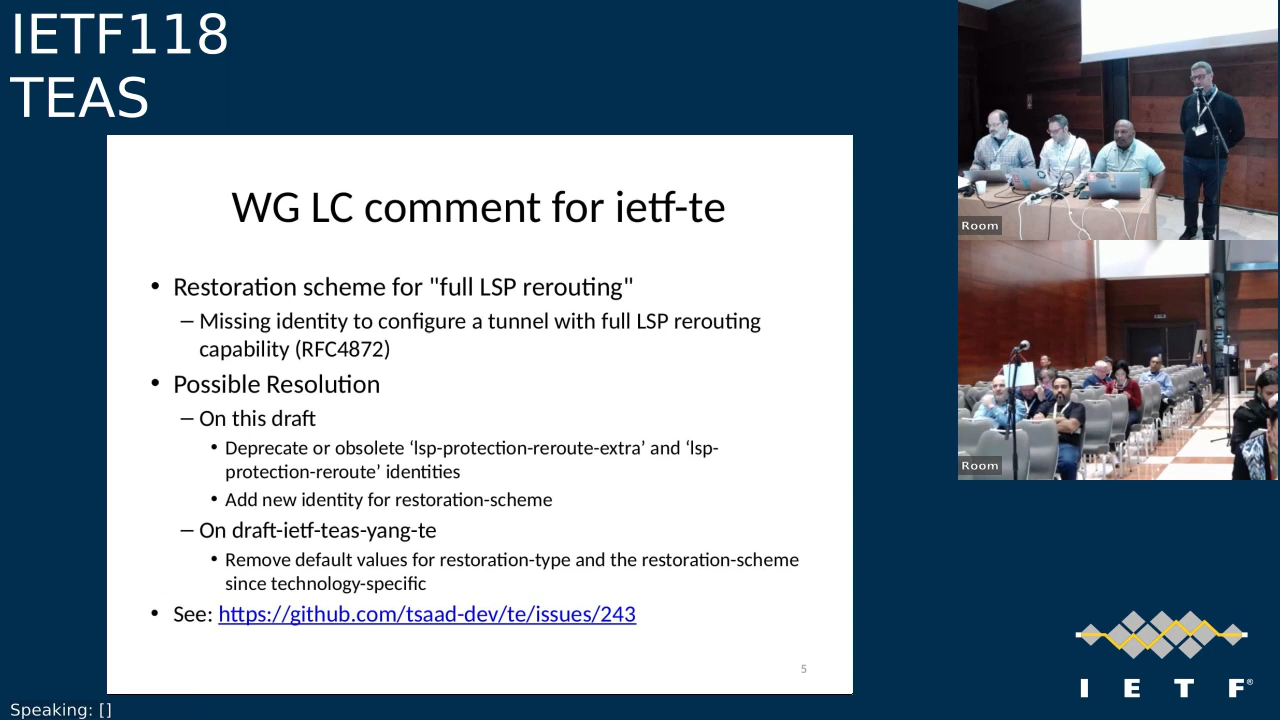 IETF118
TEAS
WG LC comment for ietf-te
• Restoration scheme for "full LSP rerouting"
– Missing identity to configure a tunnel with full LSP rerouting
capability (RFC4872)
• Possible Resolution
– On this draft
• Deprecate or obsolete ‘lsp-protection-reroute-extra’ and ‘lsp-
protection-reroute’ identities
• Add new identity for restoration-scheme
– On draft-ietf-teas-yang-te
• Remove default values for restoration-type and the restoration-scheme
since technology-specific
• See: https://github.com/tsaad-dev/te/issues/243
5
Room
Room
I E T F®
Speaking: []